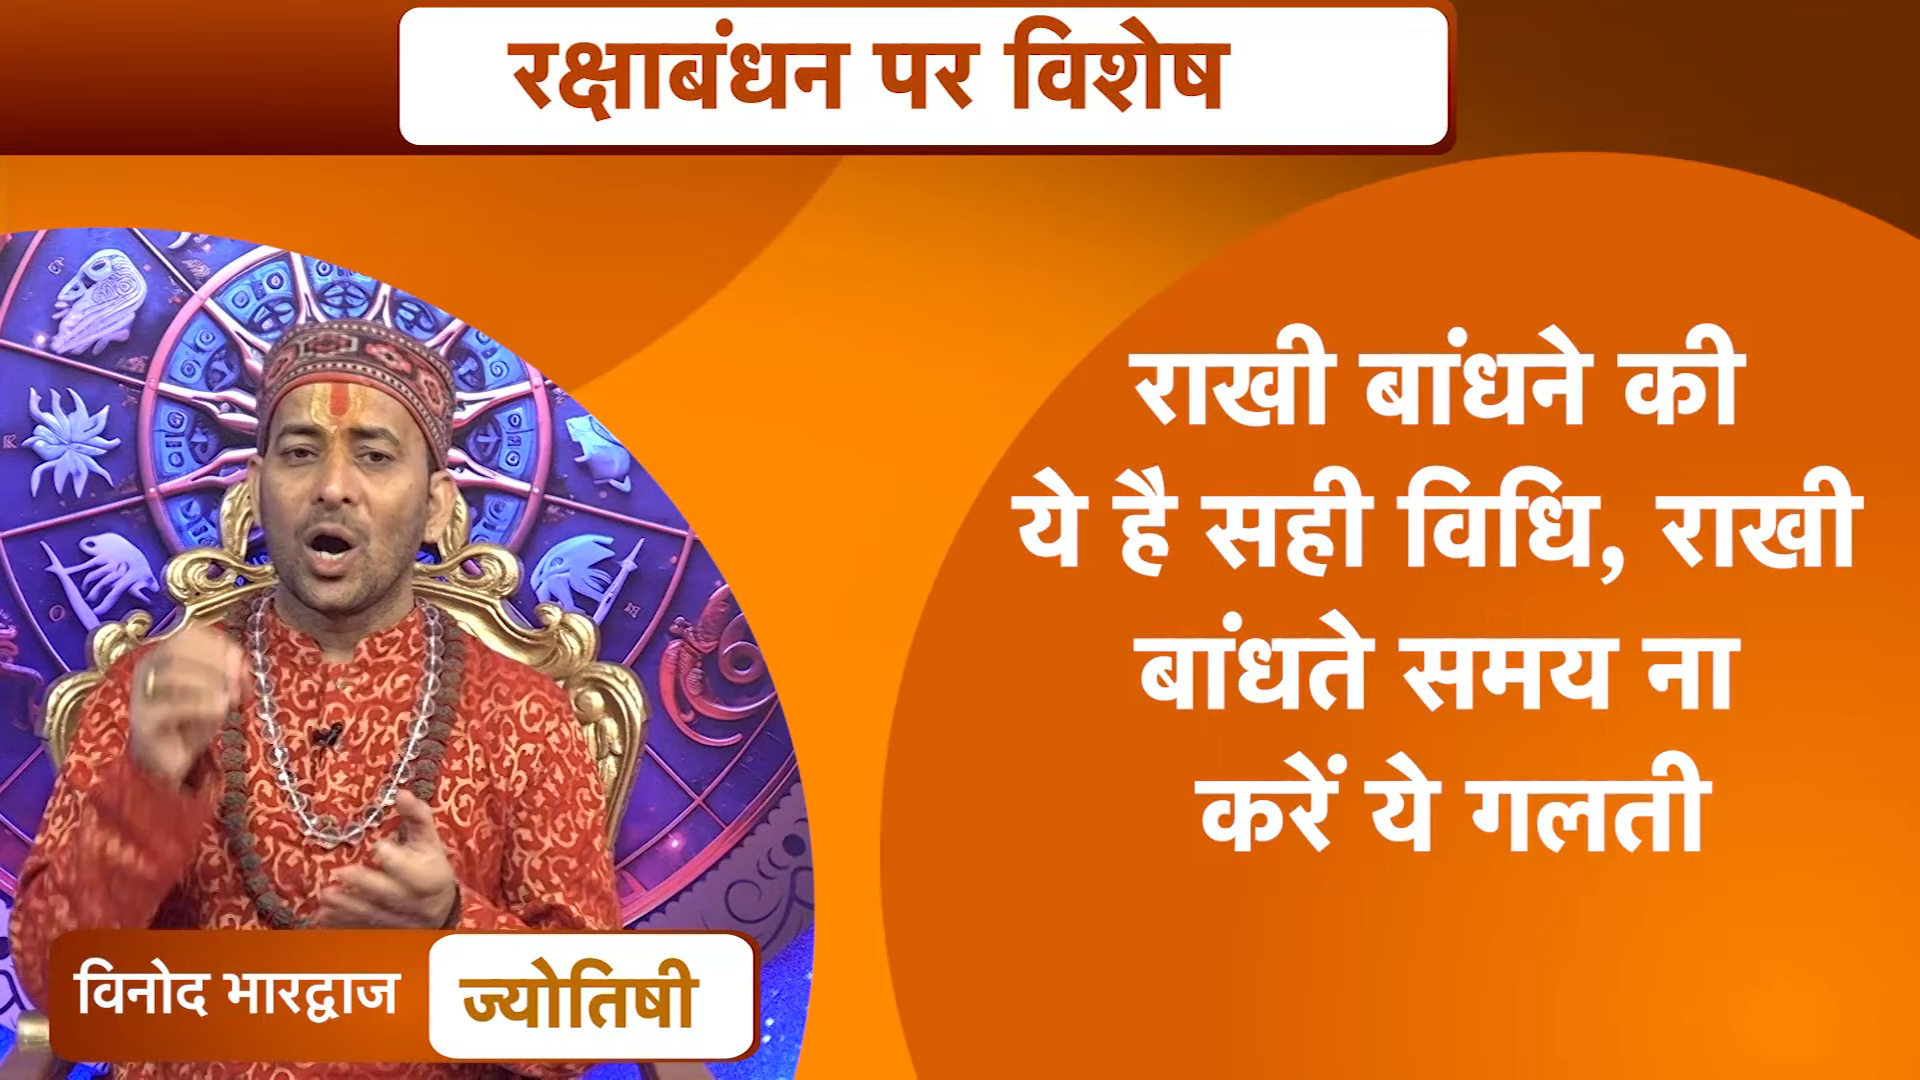 रक्षाबंधन पर विशेष
राखी बांधने की
ये है सही विधि, राखी
बांधते समय ना
करें ये गलती
विनोद भारद्वाज
ज्योतिषी